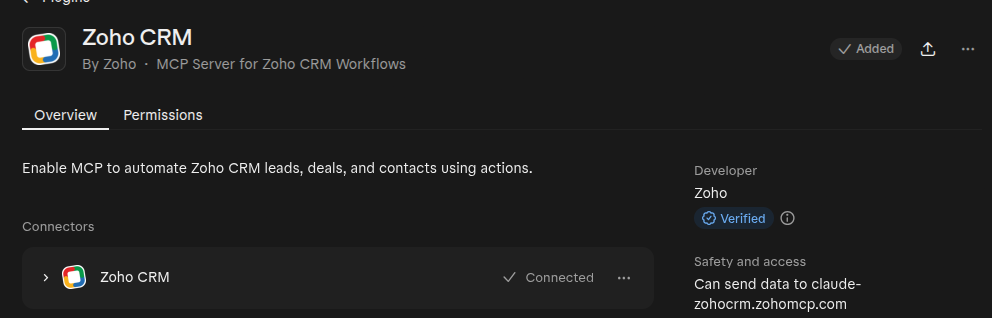 Plugins
Zoho CRM
By Zoho · MCP Server for Zoho CRM Workflows
Added
Overview
Permissions
Enable MCP to automate Zoho CRM leads, deals, and contacts using actions.
Connectors
Zoho CRM
Connected
Developer
Zoho
Verified
Safety and access
Can send data to claude-
zohocrm.zohomcp.com